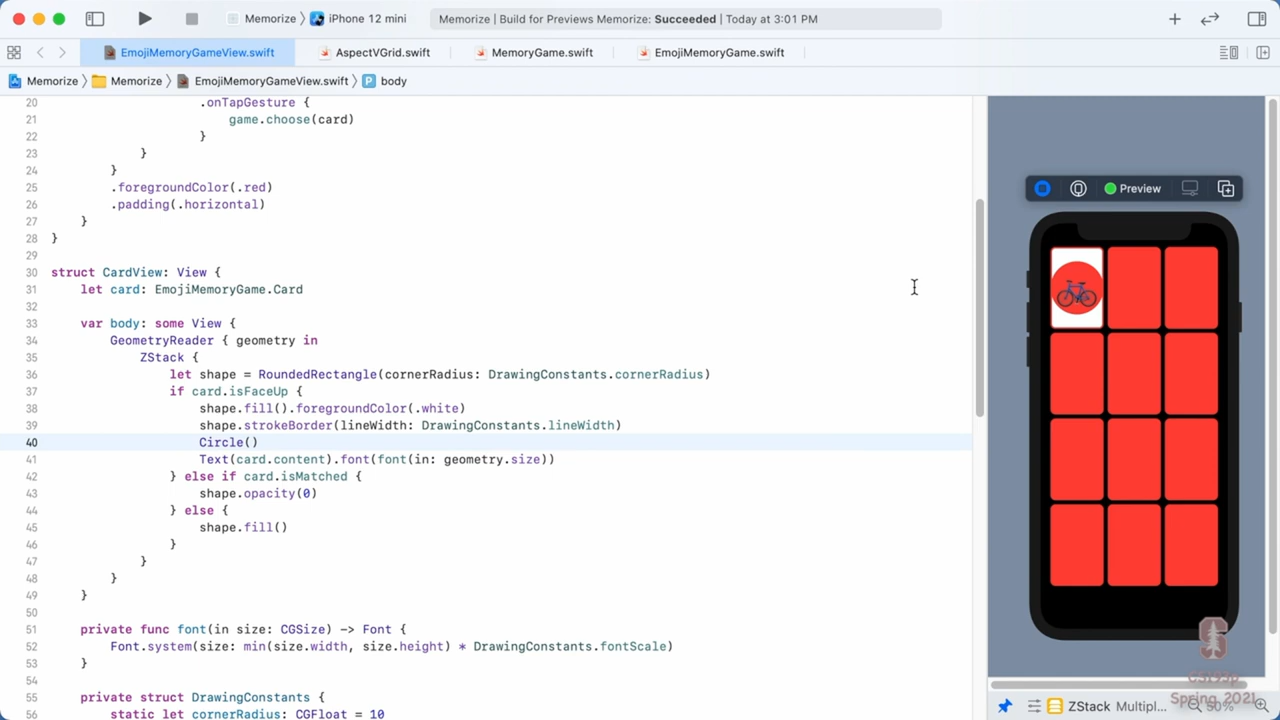 Memorize 〉 iPhone 12 mini
Memorize | Build for Previews Memorize: Succeeded | Today at 3:01 PM
EmojiMemoryGameView.swift
AspectVGrid.swift
MemoryGame.swift
EmojiMemoryGame.swift
Memorize 〉 Memorize 〉 EmojiMemoryGameView.swift 〉 P body
20 .onTapGesture {
21 game.choose(card)
22 }
23 }
24 }
25 .foregroundColor(.red)
26 .padding(.horizontal)
27 }
28 }
29
30 struct CardView: View {
31 let card: EmojiMemoryGame.Card
32
33 var body: some View {
34 GeometryReader { geometry in
35 ZStack {
36 let shape = RoundedRectangle(cornerRadius: DrawingConstants.cornerRadius)
37 if card.isFaceUp {
38 shape.fill().foregroundColor(.white)
39 shape.strokeBorder(lineWidth: DrawingConstants.lineWidth)
40 Circle()
41 Text(card.content).font(font(in: geometry.size))
42 } else if card.isMatched {
43 shape.opacity(0)
44 } else {
45 shape.fill()
46 }
47 }
48 }
49 }
50
51 private func font(in size: CGSize) -> Font {
52 Font.system(size: min(size.width, size.height) * DrawingConstants.fontScale)
53 }
54
55 private struct DrawingConstants {
56 static let cornerRadius: CGFloat = 10
Preview
CS193p
Spring 2021
ZStack Multipl... 50%